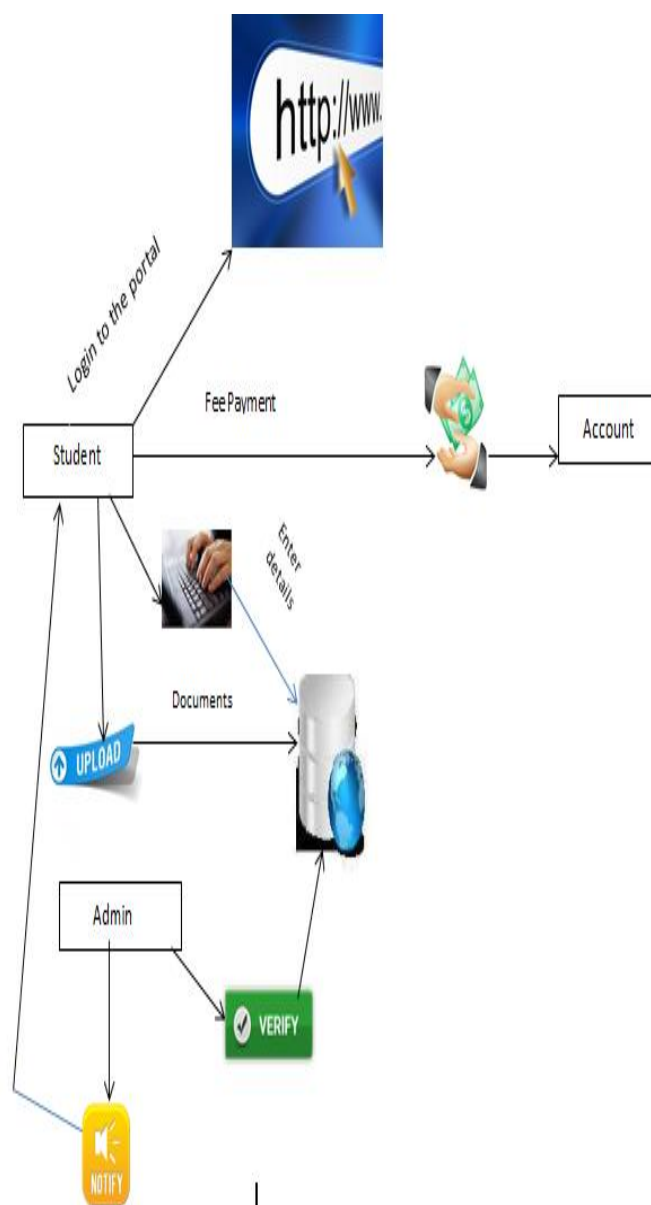 http://www.
Login to the portal
Fee Payment
Account
Student
Enter
details
Documents
UPLOAD
Admin
VERIFY
NOTIFY